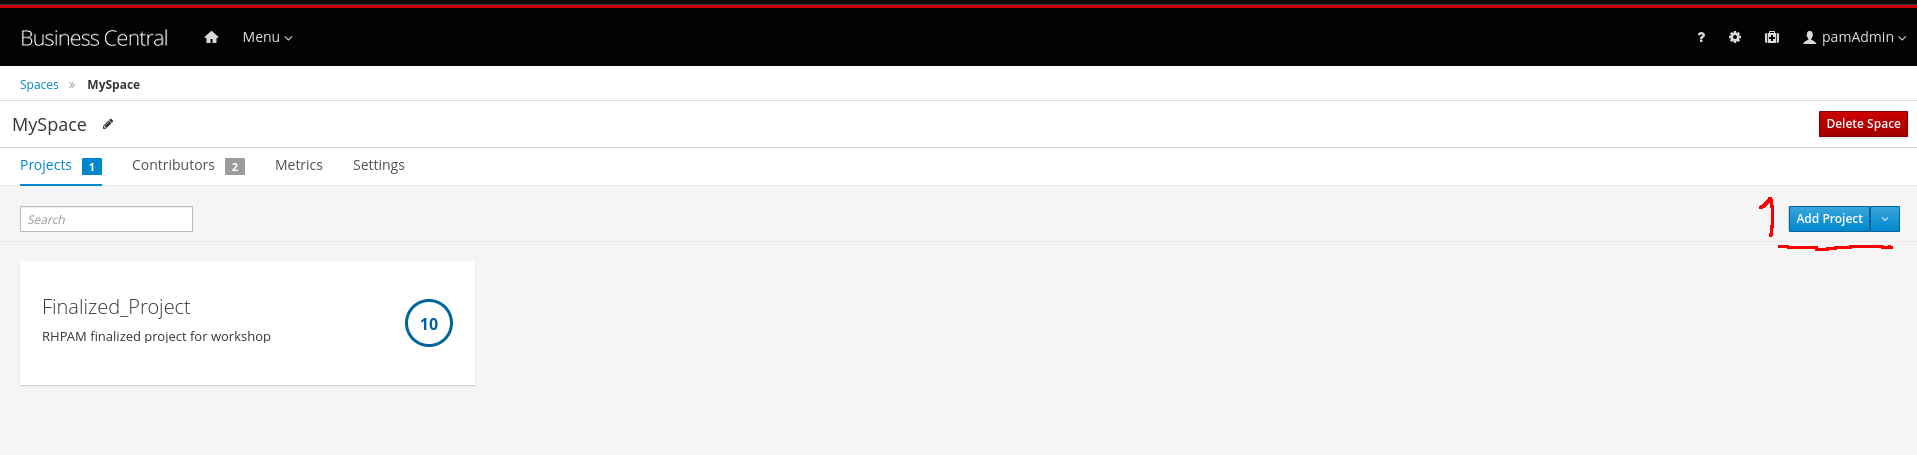 Business Central Menu ? pamAdmin
Spaces » MySpace
MySpace Delete Space
Projects 1 Contributors 2 Metrics Settings
Search 1 Add Project
Finalized_Project
10
RHPAM finalized project for workshop